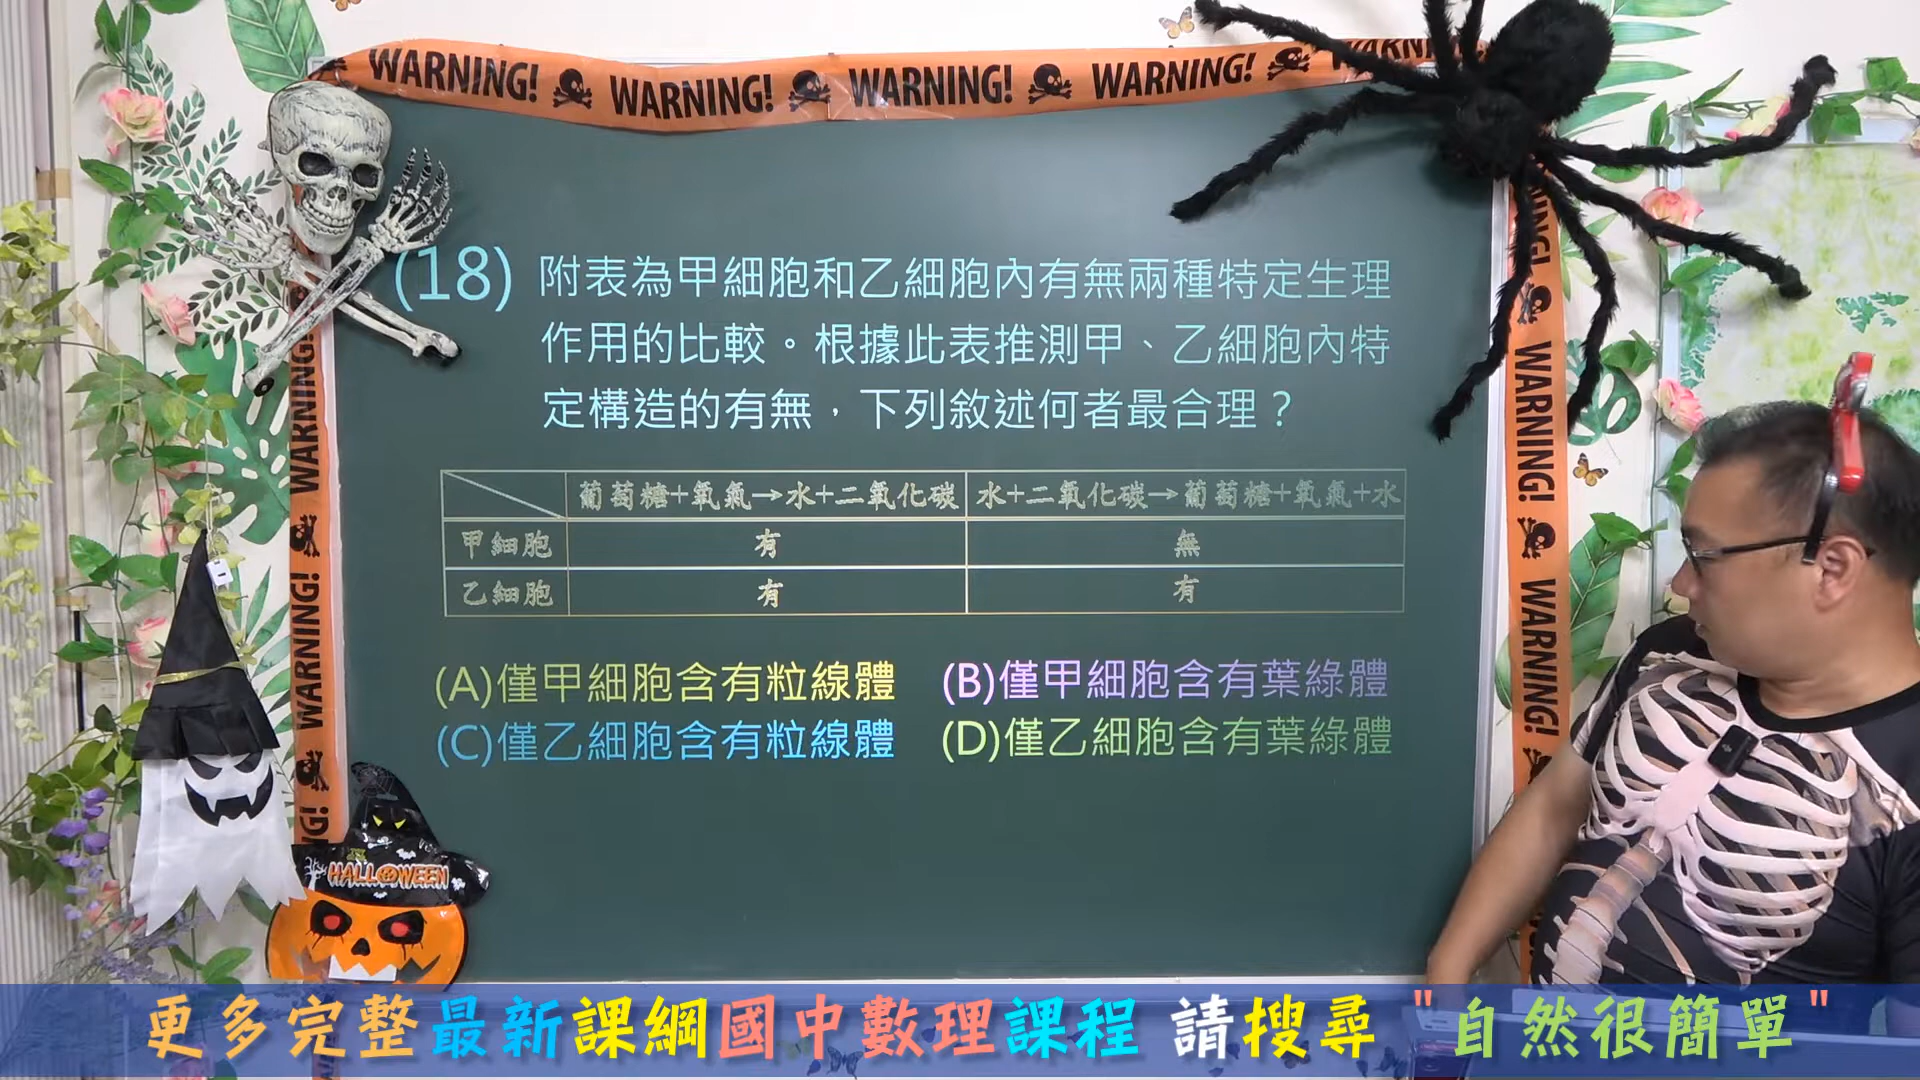 WARNING! WARNING! WARNING! WARNING!
(18) 附表為甲細胞和乙細胞內有無兩種特定生理
作用的比較。根據此表推測甲、乙細胞內特
定構造的有無,下列敘述何者最合理?
葡萄糖+氧氣→水+二氧化碳 水+二氧化碳→葡萄糖+氧氣+水
甲細胞 有 無
乙細胞 有 有
(A)僅甲細胞含有粒線體 (B)僅甲細胞含有葉綠體
(C)僅乙細胞含有粒線體 (D)僅乙細胞含有葉綠體
WARNING!
WARNING!
WARNING!
WARNING!
WARNING!
HALLOWEEN
更多完整最新課綱國中數理課程 請搜尋 "自然很簡單"